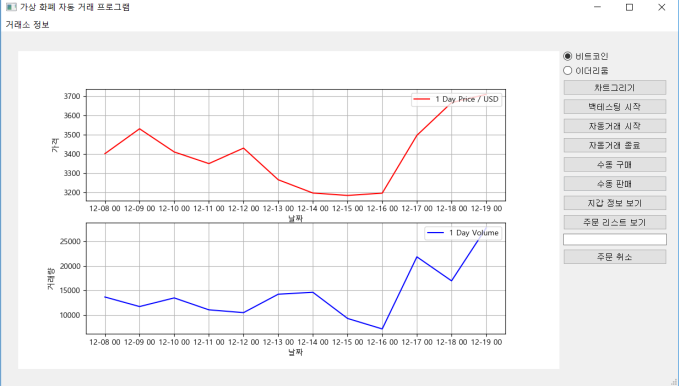 가상 화폐 자동 거래 프로그램
거래소 정보
1 Day Price / USD
3700
3600
3500
3400
3300
3200
가격
12-08 00 12-09 00 12-10 00 12-11 00 12-12 00 12-13 00 12-14 00 12-15 00 12-16 00 12-17 00 12-18 00 12-19 00
날짜
1 Day Volume
25000
20000
15000
10000
거래량
12-08 00 12-09 00 12-10 00 12-11 00 12-12 00 12-13 00 12-14 00 12-15 00 12-16 00 12-17 00 12-18 00 12-19 00
날짜
비트코인
이더리움
차트그리기
백테스팅 시작
자동거래 시작
자동거래 종료
수동 구매
수동 판매
지갑 정보 보기
주문 리스트 보기
주문 취소